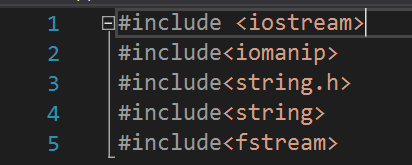 1 #include <iostream>
2 #include<iomanip>
3 #include<string.h>
4 #include<string>
5 #include<fstream>